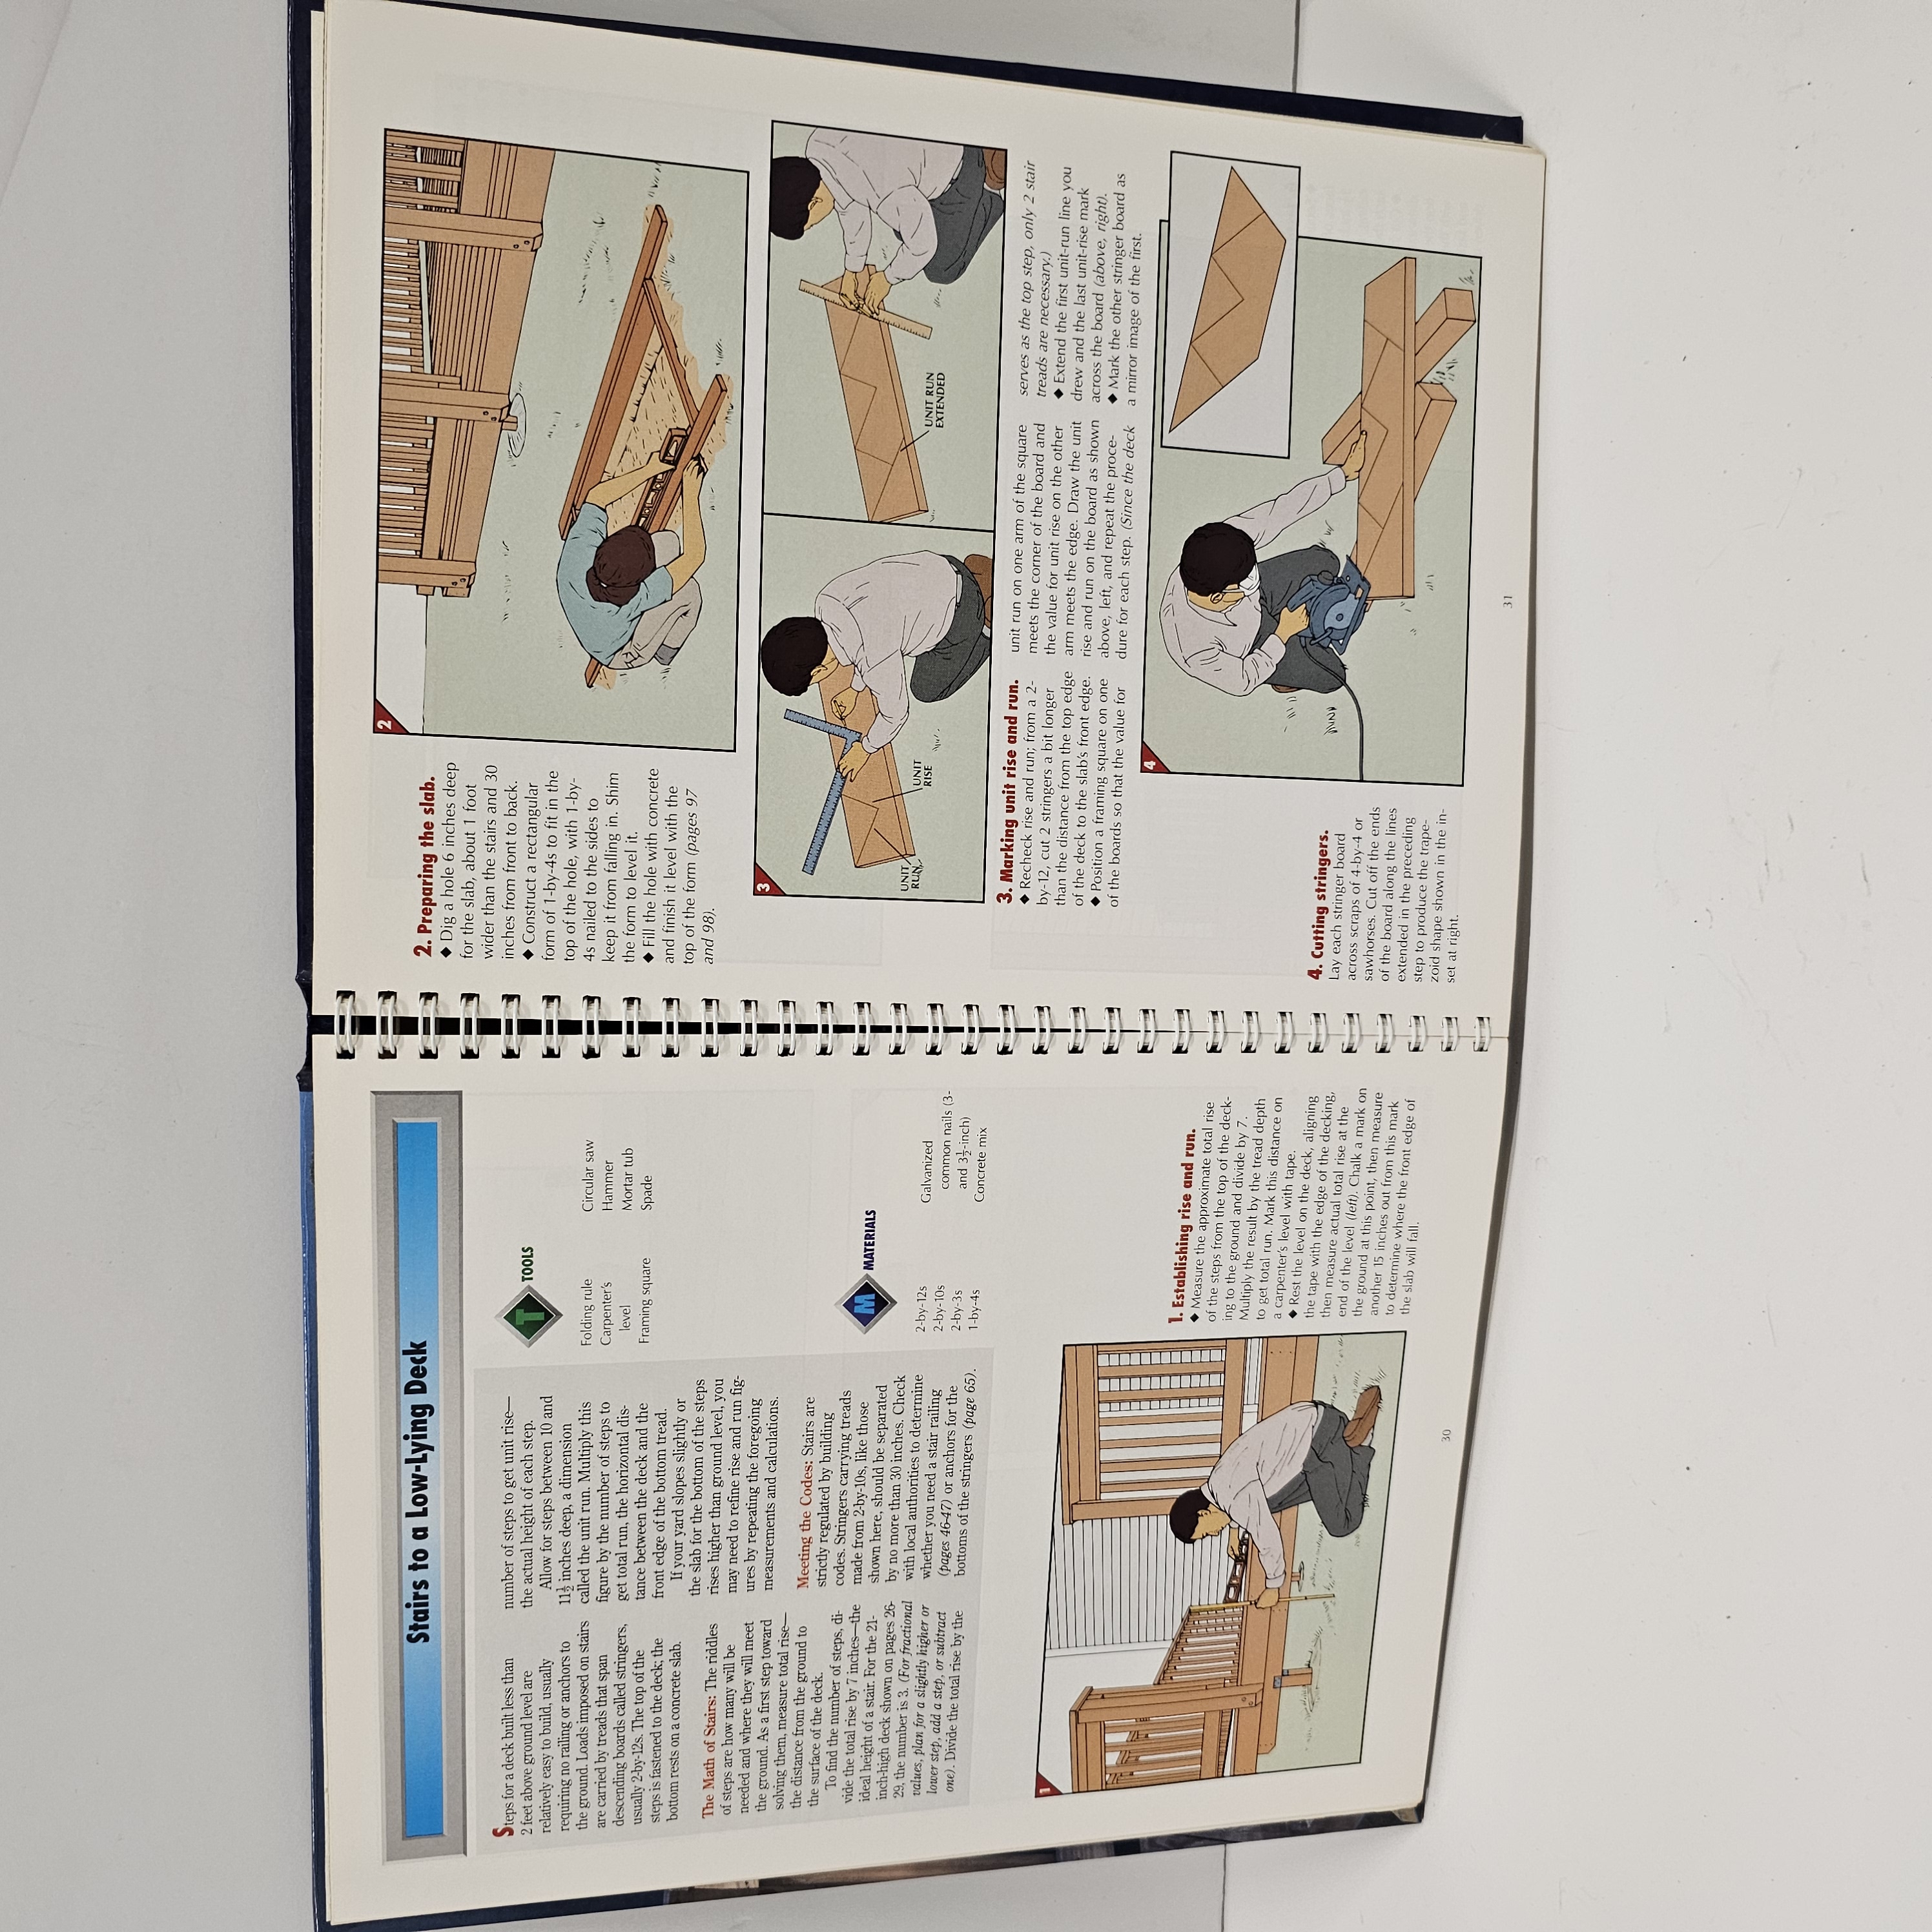 Stairs to a Low-Lying Deck
Steps for a deck built less than
2 feet above ground level are
relatively easy to build, usually
requiring no railing or anchors to
the ground. Loads imposed on stairs
are carried by treads that span
descending boards called stringers,
usually 2-by-12s. The top of the
steps is fastened to the deck; the
bottom rests on a concrete slab.
The Math of Stairs: The riddles
of steps are how many will be
needed and where they will meet
the ground. As a first step toward
solving them, measure total rise—
the distance from the ground to
the surface of the deck.
To find the number of steps, di-
vide the total rise by 7 inches—the
ideal height of a stair. For the 21-
inch-high deck shown on pages 26-
29, the number is 3. (For fractional
values, plan for a slightly higher or
lower step, add a step, or subtract
one). Divide the total rise by the
number of steps to get unit rise—
the actual height of each step.
Allow for steps between 10 and
11½ inches deep, a dimension
called the unit run. Multiply this
figure by the number of steps to
get total run, the horizontal dis-
tance between the deck and the
front edge of the bottom tread.
If your yard slopes slightly or
the slab for the bottom of the steps
rises higher than ground level, you
may need to refine rise and run fig-
ures by repeating the foregoing
measurements and calculations.
Meeting the Codes: Stairs are
strictly regulated by building
codes. Stringers carrying treads
made from 2-by-10s, like those
shown here, should be separated
by no more than 30 inches. Check
with local authorities to determine
whether you need a stair railing
(pages 46-47) or anchors for the
bottoms of the stringers (page 65).
T TOOLS
Folding rule
Carpenter's
level
Framing square
Circular saw
Hammer
Mortar tub
Spade
M MATERIALS
2-by-12s
2-by-10s
2-by-3s
1-by-4s
Galvanized
common nails (3-
and 3½-inch)
Concrete mix
1
1. Establishing rise and run.
◆ Measure the approximate total rise
of the steps from the top of the deck-
ing to the ground and divide by 7.
Multiply the result by the tread depth
to get total run. Mark this distance on
a carpenter's level with tape.
◆ Rest the level on the deck, aligning
the tape with the edge of the decking,
then measure actual total rise at the
end of the level (left). Chalk a mark on
the ground at this point, then measure
another 15 inches out from this mark
to determine where the front edge of
the slab will fall.
30
2. Preparing the slab.
◆ Dig a hole 6 inches deep
for the slab, about 1 foot
wider than the stairs and 30
inches from front to back.
◆ Construct a rectangular
form of 1-by-4s to fit in the
top of the hole, with 1-by-
4s nailed to the sides to
keep it from falling in. Shim
the form to level it.
◆ Fill the hole with concrete
and finish it level with the
top of the form (pages 97
and 98).
2
3
UNIT
RUN
UNIT
RISE
UNIT RUN
EXTENDED
3. Marking unit rise and run.
◆ Recheck rise and run; from a 2-
by-12, cut 2 stringers a bit longer
than the distance from the top edge
of the deck to the slab's front edge.
◆ Position a framing square on one
of the boards so that the value for
unit run on one arm of the square
meets the corner of the board and
the value for unit rise on the other
arm meets the edge. Draw the unit
rise and run on the board as shown
above, left, and repeat the proce-
dure for each step. (Since the deck
serves as the top step, only 2 stair
treads are necessary.)
◆ Extend the first unit-run line you
drew and the last unit-rise mark
across the board (above, right).
◆ Mark the other stringer board as
a mirror image of the first.
4
4. Cutting stringers.
Lay each stringer board
across scraps of 4-by-4 or
sawhorses. Cut off the ends
of the board along the lines
extended in the preceding
step to produce the trape-
zoid shape shown in the in-
set at right.
31